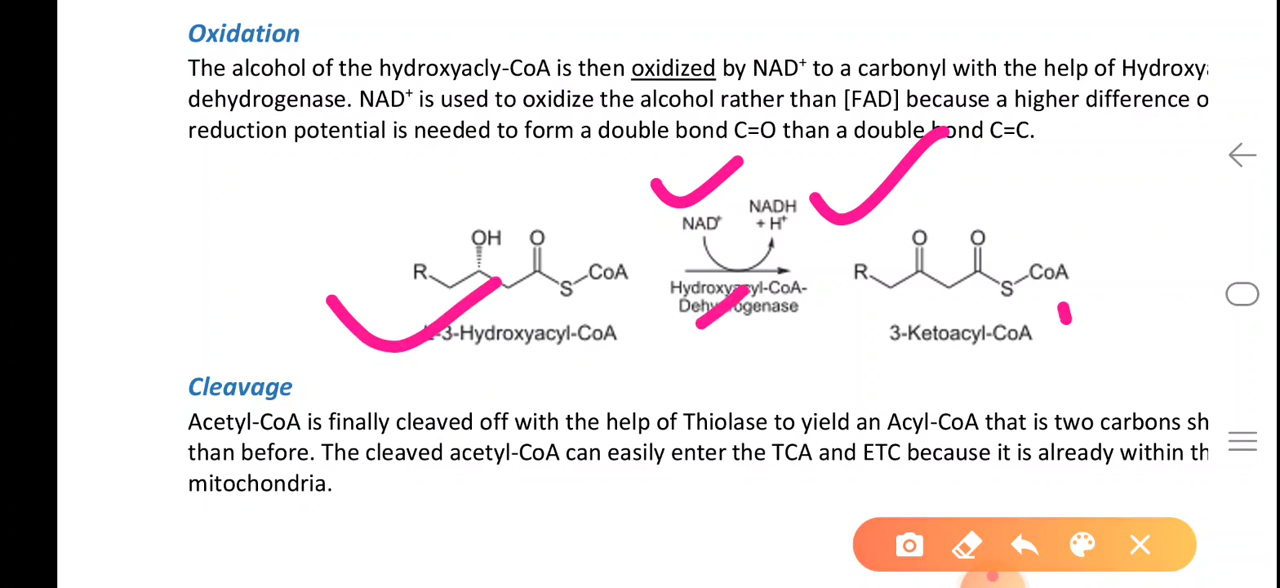 Oxidation
The alcohol of the hydroxyacly-CoA is then oxidized by NAD⁺ to a carbonyl with the help of Hydroxy
dehydrogenase. NAD⁺ is used to oxidize the alcohol rather than [FAD] because a higher difference o
reduction potential is needed to form a double bond C=O than a double bond C=C.
NADH
NAD⁺ + H⁺
OH O O O
R CoA R CoA
S S
Hydroxyacyl-CoA-
Dehydrogenase
3-Hydroxyacyl-CoA 3-Ketoacyl-CoA
Cleavage
Acetyl-CoA is finally cleaved off with the help of Thiolase to yield an Acyl-CoA that is two carbons sh
than before. The cleaved acetyl-CoA can easily enter the TCA and ETC because it is already within th
mitochondria.